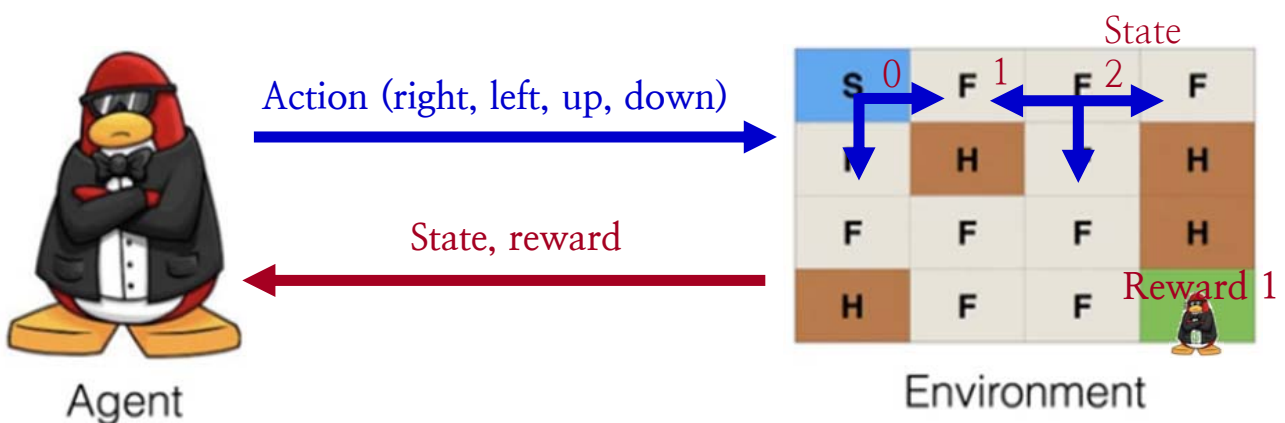 State
Action (right, left, up, down)
S 0 F 1 F 2 F
H H
State, reward
F F F H
Reward 1
H F F
Agent
Environment